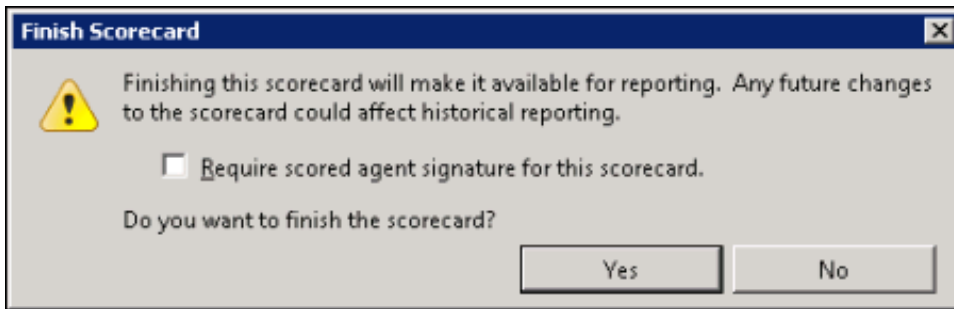 Finish Scorecard
Finishing this scorecard will make it available for reporting. Any future changes
to the scorecard could affect historical reporting.
Require scored agent signature for this scorecard.
Do you want to finish the scorecard?
Yes No